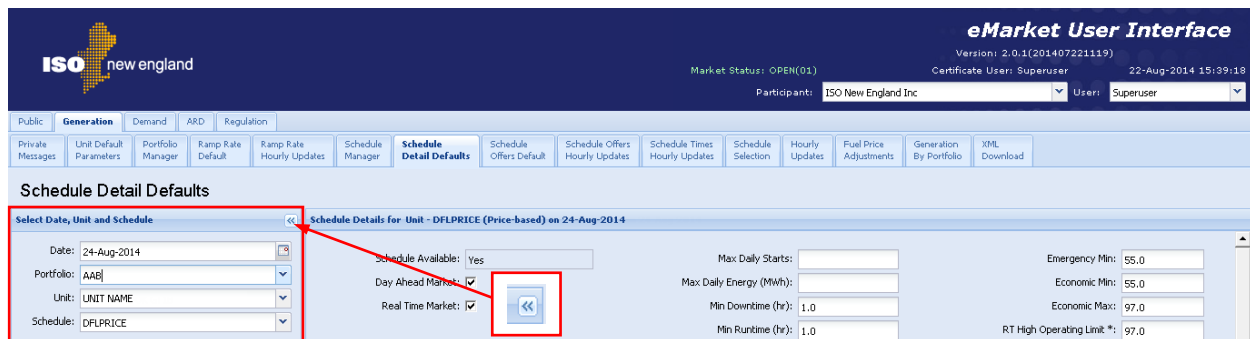 eMarket User Interface
Version: 2.0.1(201407221119)
ISO new england
Market Status: OPEN(01) Certificate User: Superuser 22-Aug-2014 15:39:18
Participant: ISO New England Inc User: Superuser
Public Generation Demand ARD Regulation
Private Messages Unit Default Parameters Portfolio Manager Ramp Rate Default Ramp Rate Hourly Updates Schedule Manager Schedule Detail Defaults Schedule Offers Default Schedule Offers Hourly Updates Schedule Times Hourly Updates Schedule Selection Hourly Updates Fuel Price Adjustments Generation By Portfolio XML Download
Schedule Detail Defaults
Select Date, Unit and Schedule Schedule Details for Unit - DFLPRICE (Price-based) on 24-Aug-2014
Date: 24-Aug-2014 Schedule Available: Yes Max Daily Starts: Emergency Min: 55.0
Portfolio: AAB Day Ahead Market: Max Daily Energy (MWh): Economic Min: 55.0
Unit: UNIT NAME Real Time Market: Min Downtime (hr): 1.0 Economic Max: 97.0
Schedule: DFLPRICE Min Runtime (hr): 1.0 RT High Operating Limit *: 97.0